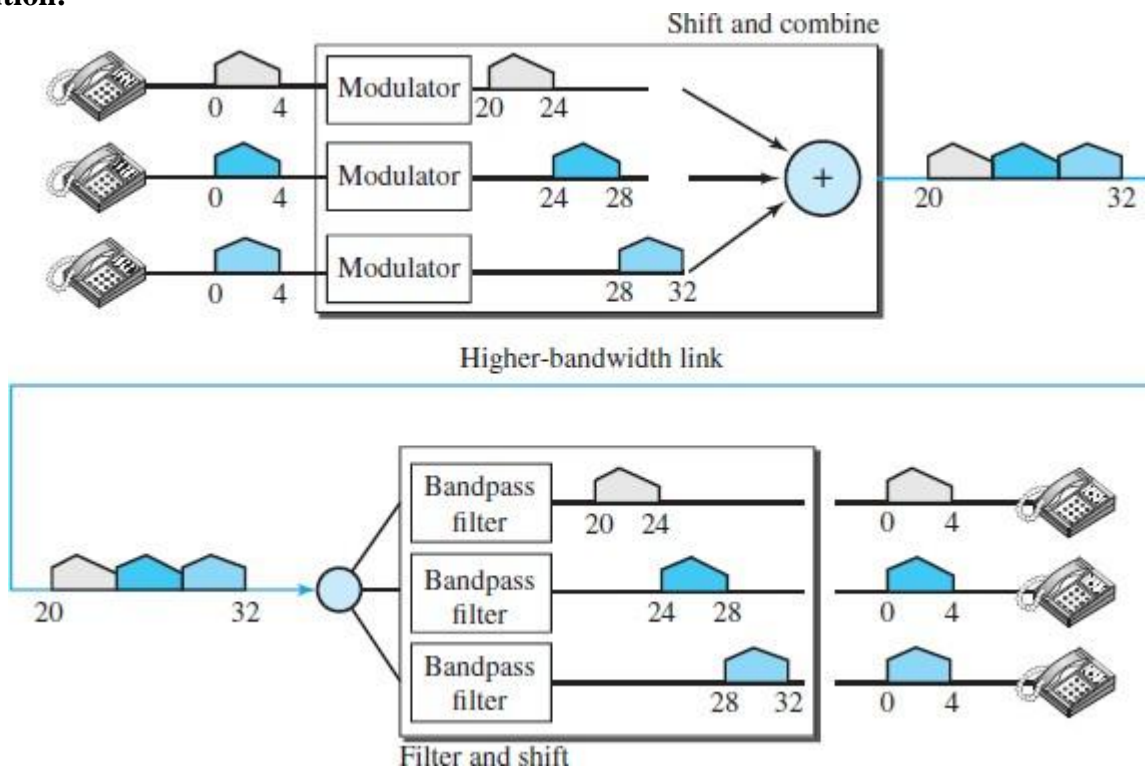 Shift and combine
Modulator
0 4
20 24
Modulator
0 4
24 28
+
20 32
Modulator
0 4
28 32
Higher-bandwidth link
Bandpass
filter
20 24
0 4
Bandpass
filter
20 32
24 28
0 4
Bandpass
filter
28 32
0 4
Filter and shift